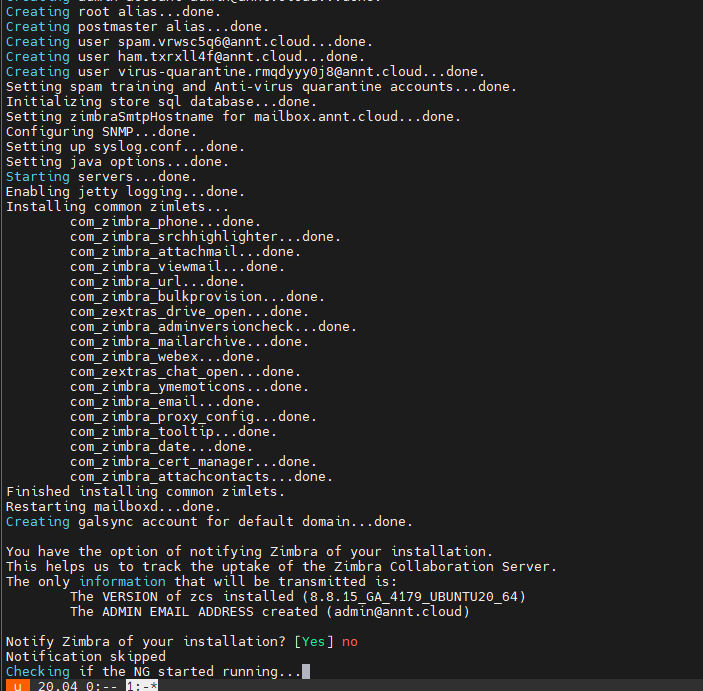 Creating admin account admin@annt.cloud...done.
Creating root alias...done.
Creating postmaster alias...done.
Creating user spam.vrwsc5q6@annt.cloud...done.
Creating user ham.txrxll4f@annt.cloud...done.
Creating user virus-quarantine.rmqdyyy0j8@annt.cloud...done.
Setting spam training and Anti-virus quarantine accounts...done.
Initializing store sql database...done.
Setting zimbraSmtpHostname for mailbox.annt.cloud...done.
Configuring SNMP...done.
Setting up syslog.conf...done.
Setting java options...done.
Starting servers...done.
Enabling jetty logging...done.
Installing common zimlets...
com_zimbra_phone...done.
com_zimbra_srchhighlighter...done.
com_zimbra_attachmail...done.
com_zimbra_viewmail...done.
com_zimbra_url...done.
com_zimbra_bulkprovision...done.
com_zextras_drive_open...done.
com_zimbra_adminversioncheck...done.
com_zimbra_mailarchive...done.
com_zimbra_webex...done.
com_zextras_chat_open...done.
com_zimbra_ymemoticons...done.
com_zimbra_email...done.
com_zimbra_proxy_config...done.
com_zimbra_tooltip...done.
com_zimbra_date...done.
com_zimbra_cert_manager...done.
com_zimbra_attachcontacts...done.
Finished installing common zimlets.
Restarting mailboxd...done.
Creating galsync account for default domain...done.
You have the option of notifying Zimbra of your installation.
This helps us to track the uptake of the Zimbra Collaboration Server.
The only information that will be transmitted is:
The VERSION of zcs installed (8.8.15_GA_4179_UBUNTU20_64)
The ADMIN EMAIL ADDRESS created (admin@annt.cloud)
Notify Zimbra of your installation? [Yes] no
Notification skipped
Checking if the NG started running...
u 20.04 0:-- 1:-*